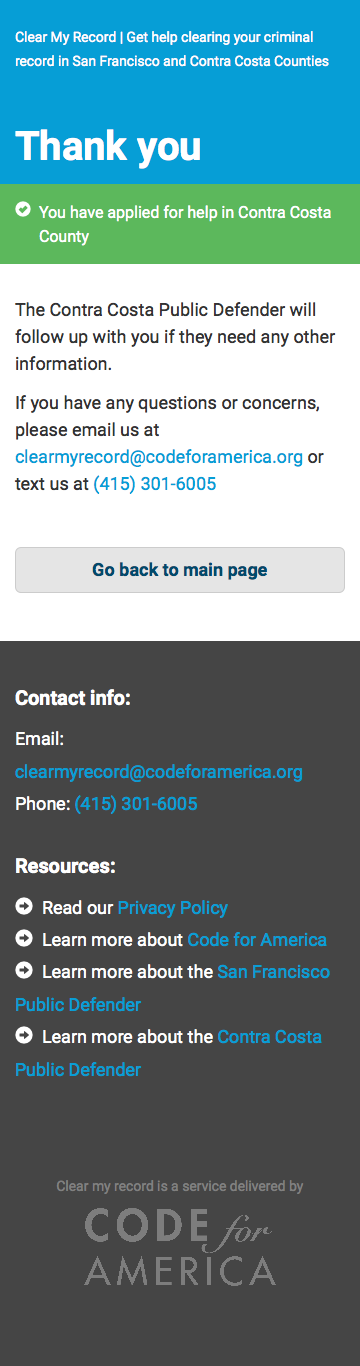 Clear My Record | Get help clearing your criminal
record in San Francisco and Contra Costa Counties
Thank you
You have applied for help in Contra Costa
County
The Contra Costa Public Defender will
follow up with you if they need any other
information.
If you have any questions or concerns,
please email us at
clearmyrecord@codeforamerica.org or
text us at (415) 301-6005
Go back to main page
Contact info:
Email:
clearmyrecord@codeforamerica.org
Phone: (415) 301-6005
Resources:
Read our Privacy Policy
Learn more about Code for America
Learn more about the San Francisco
Public Defender
Learn more about the Contra Costa
Public Defender
Clear my record is a service delivered by
CODE for
AMERICA